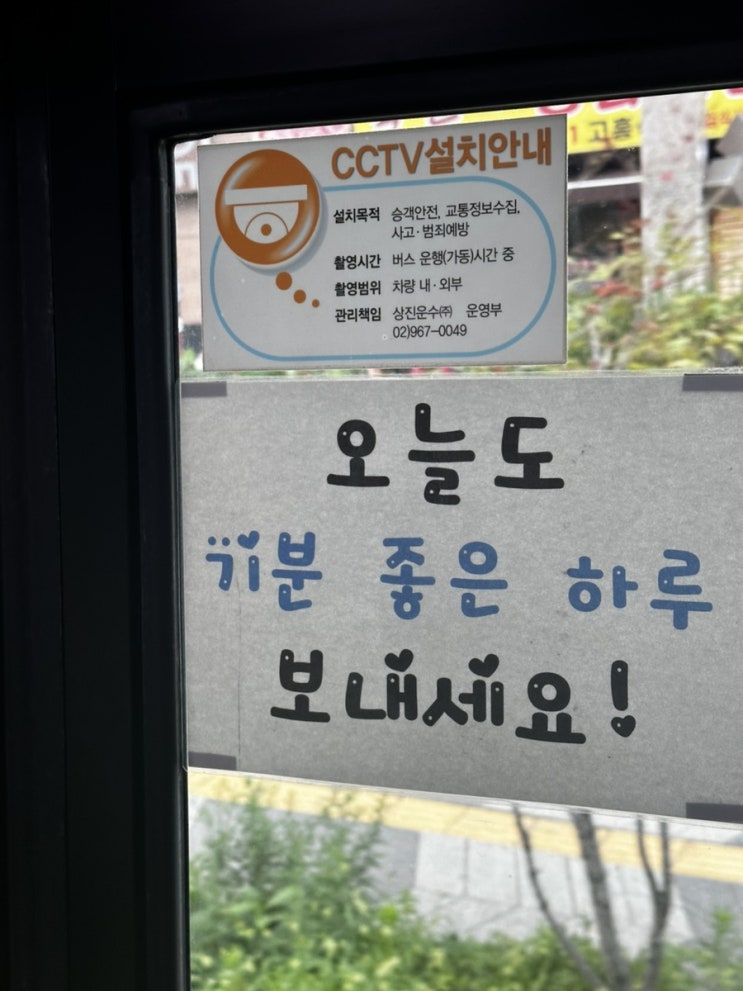 CCTV설치안내
설치목적 승객안전, 교통정보수집,
사고·범죄예방
촬영시간 버스 운행(가동)시간 중
촬영범위 차량 내·외부
관리책임 상진운수㈜ 운영부
02)967-0049
오늘도
기분 좋은 하루
보내세요!